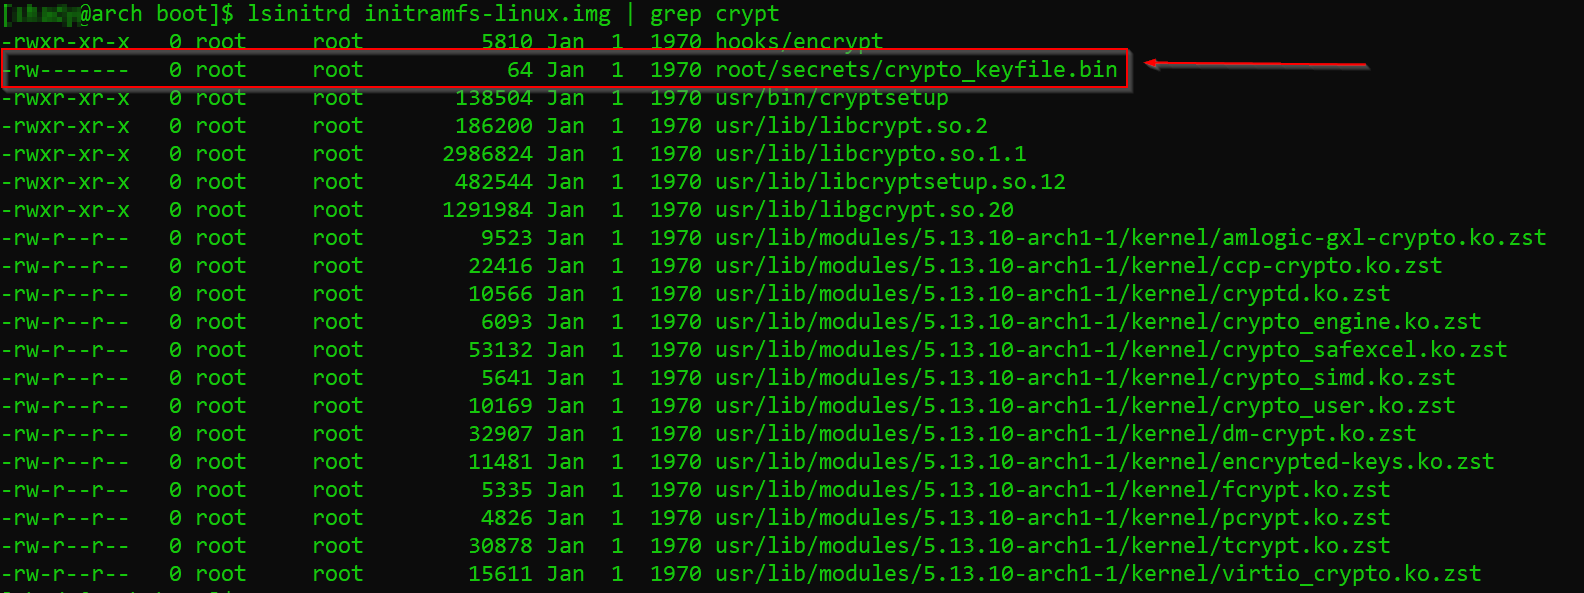 @arch boot]$ lsinitrd initramfs-linux.img | grep crypt
-rwxr-xr-x   0 root     root         5810 Jan  1  1970 hooks/encrypt
-rw-------   0 root     root           64 Jan  1  1970 root/secrets/crypto_keyfile.bin
-rwxr-xr-x   0 root     root       138504 Jan  1  1970 usr/bin/cryptsetup
-rwxr-xr-x   0 root     root       186200 Jan  1  1970 usr/lib/libcrypt.so.2
-rwxr-xr-x   0 root     root      2986824 Jan  1  1970 usr/lib/libcrypto.so.1.1
-rwxr-xr-x   0 root     root       482544 Jan  1  1970 usr/lib/libcryptsetup.so.12
-rwxr-xr-x   0 root     root      1291984 Jan  1  1970 usr/lib/libgcrypt.so.20
-rw-r--r--   0 root     root         9523 Jan  1  1970 usr/lib/modules/5.13.10-arch1-1/kernel/amlogic-gxl-crypto.ko.zst
-rw-r--r--   0 root     root        22416 Jan  1  1970 usr/lib/modules/5.13.10-arch1-1/kernel/ccp-crypto.ko.zst
-rw-r--r--   0 root     root        10566 Jan  1  1970 usr/lib/modules/5.13.10-arch1-1/kernel/cryptd.ko.zst
-rw-r--r--   0 root     root         6093 Jan  1  1970 usr/lib/modules/5.13.10-arch1-1/kernel/crypto_engine.ko.zst
-rw-r--r--   0 root     root        53132 Jan  1  1970 usr/lib/modules/5.13.10-arch1-1/kernel/crypto_safexcel.ko.zst
-rw-r--r--   0 root     root         5641 Jan  1  1970 usr/lib/modules/5.13.10-arch1-1/kernel/crypto_simd.ko.zst
-rw-r--r--   0 root     root        10169 Jan  1  1970 usr/lib/modules/5.13.10-arch1-1/kernel/crypto_user.ko.zst
-rw-r--r--   0 root     root        32907 Jan  1  1970 usr/lib/modules/5.13.10-arch1-1/kernel/dm-crypt.ko.zst
-rw-r--r--   0 root     root        11481 Jan  1  1970 usr/lib/modules/5.13.10-arch1-1/kernel/encrypted-keys.ko.zst
-rw-r--r--   0 root     root         5335 Jan  1  1970 usr/lib/modules/5.13.10-arch1-1/kernel/fcrypt.ko.zst
-rw-r--r--   0 root     root         4826 Jan  1  1970 usr/lib/modules/5.13.10-arch1-1/kernel/pcrypt.ko.zst
-rw-r--r--   0 root     root        30878 Jan  1  1970 usr/lib/modules/5.13.10-arch1-1/kernel/tcrypt.ko.zst
-rw-r--r--   0 root     root        15611 Jan  1  1970 usr/lib/modules/5.13.10-arch1-1/kernel/virtio_crypto.ko.zst